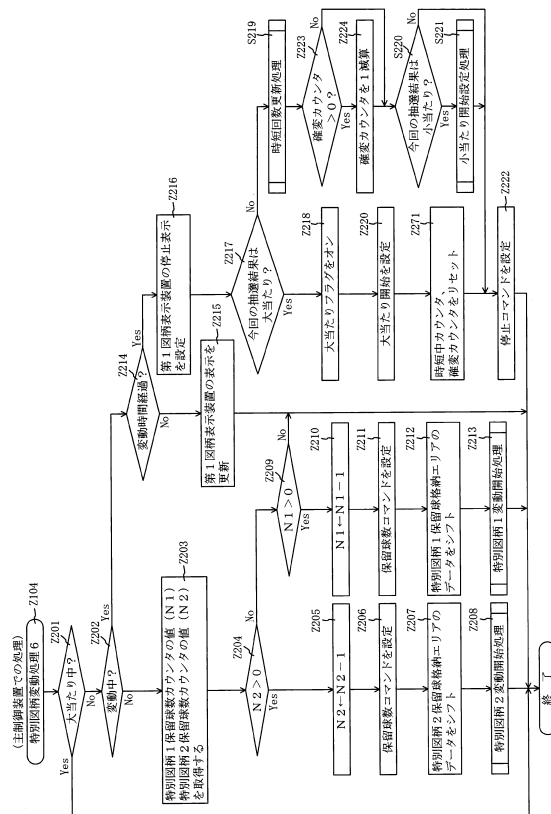 (主制御装置での処理)
特別図柄変動処理6
Z104
Z201
大当たり中?
Yes
No
Z202
変動中?
Yes
No
Z203
特別図柄1保留球数カウンタの値(N1)
特別図柄2保留球数カウンタの値(N2)
を取得する
Z204
N2>0
No
Yes
Z205
N2←N2−1
Z206
保留球数コマンドを設定
Z207
特別図柄2保留球格納エリアの
データをシフト
Z208
特別図柄2変動開始処理
Z209
N1>0
No
Yes
Z210
N1←N1−1
Z211
保留球数コマンドを設定
Z212
特別図柄1保留球格納エリアの
データをシフト
Z213
特別図柄1変動開始処理
Z214
変動時間経過?
Yes
No
Z215
第1図柄表示装置の表示を
更新
Z216
第1図柄表示装置の停止表示
を設定
Z217
今回の抽選結果は
大当たり?
No
Yes
Z218
大当たりフラグをオン
Z220
大当たり開始を設定
Z271
時短中カウンタ、
確変カウンタをリセット
S219
時短回数更新処理
Z223
確変カウンタ
>0?
No
Yes
Z224
確変カウンタを1減算
S220
今回の抽選結果は
小当たり?
No
Yes
S221
小当たり開始設定処理
Z222
停止コマンドを設定
終了